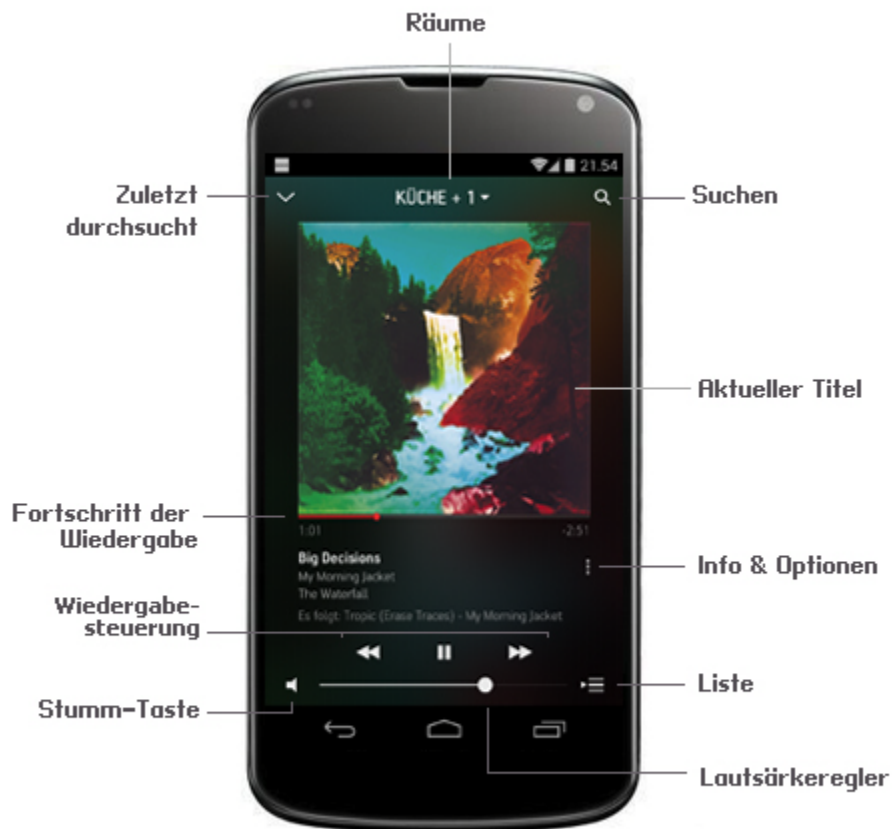 Räume
21.54
Zuletzt
durchsucht
KÜCHE + 1
Suchen
Aktueller Titel
Fortschritt der
Wiedergabe
1:01
-2:51
Big Decisions
My Morning Jacket
The Waterfall
Es folgt: Tropic (Erase Traces) - My Morning Jacket
Info & Optionen
Wiedergabe-
steuerung
Stumm-Taste
Liste
Lautsärkeregler